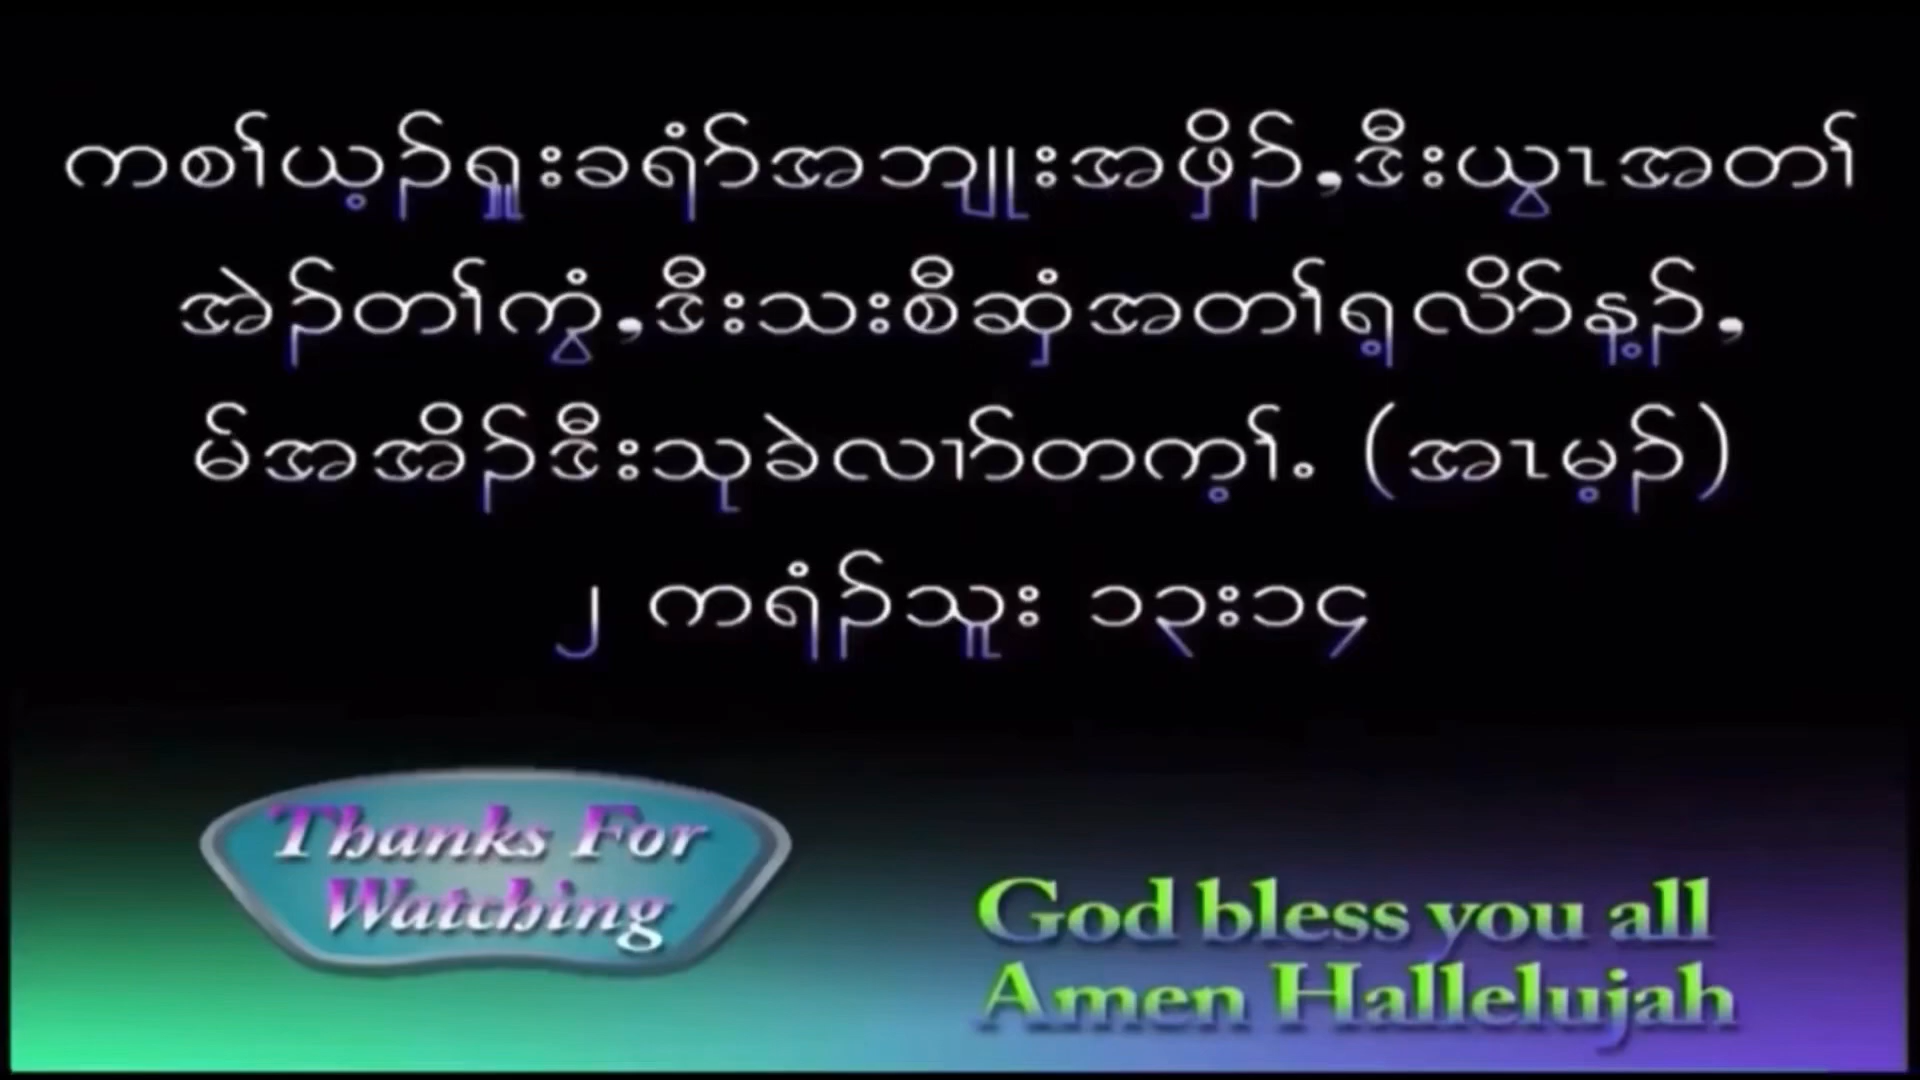 ကစၢ်ယ့ၣ်ရှူးခရံာ်အဘျူးအဖှိၣ်,ဒီးယွၤအတၢ်
အဲၣ်တၢ်ကွံ,ဒီးသးစီဆှံအတၢ်ရ့လိာ်န့ၣ်,
မ်အအိၣ်ဒီးသုခဲလၢာ်တက့ၢ်. (အၤမ့ၣ်)
၂ ကရံၣ်သူး ၁၃း၁၄
Thanks For
Watching
God bless you all
Amen Hallelujah